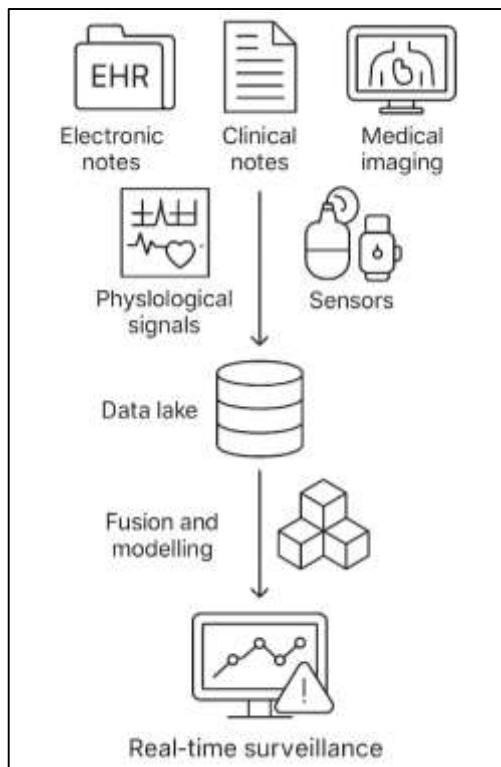 EHR
Electronic
notes
Clinical
notes
Medical
imaging
Physlological
signals
Sensors
Data lake
Fusion and
modelling
!
Real-time surveillance